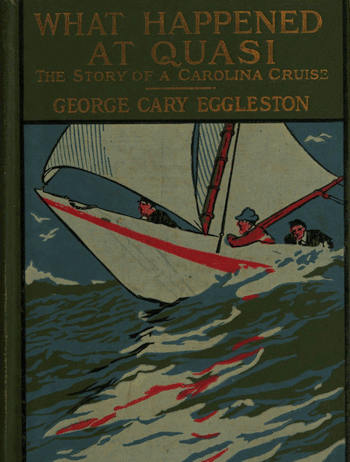 WHAT HAPPENED
AT QUASI
THE STORY OF A CAROLINA CRUISE
GEORGE CARY EGGLESTON